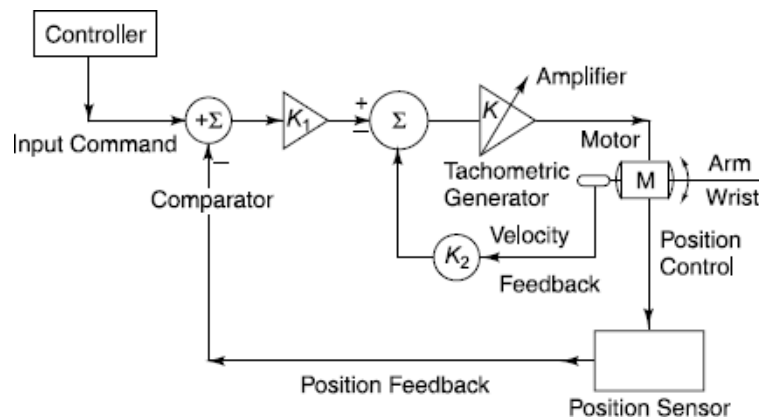 Controller
Amplifier
+Σ
K1
+
−
Σ
K
Input Command
−
Motor
Tachometric
Generator
M
Arm
Wrist
Comparator
Velocity
K2
Feedback
Position
Control
Position Feedback
Position Sensor